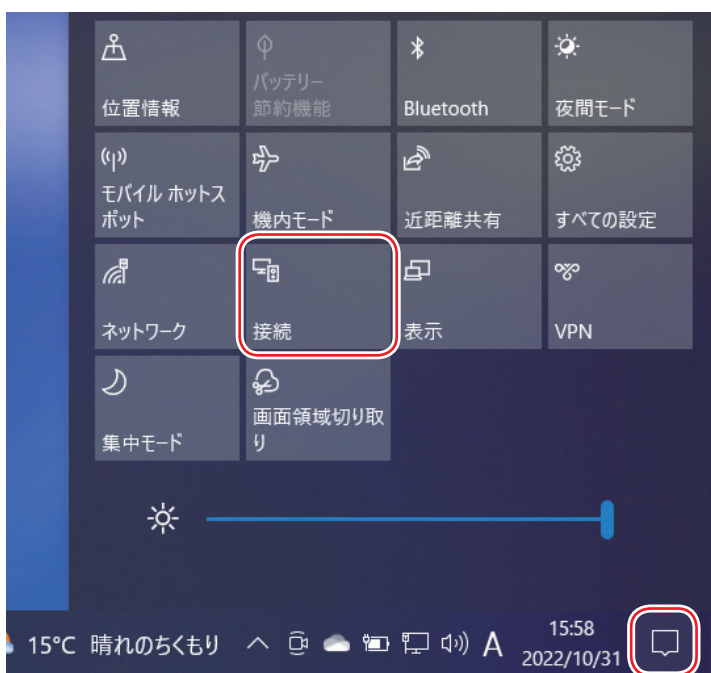 位置情報
バッテリー
節約機能
Bluetooth
夜間モード
モバイル ホットス
ポット
機内モード
近距離共有
すべての設定
ネットワーク
接続
表示
VPN
集中モード
画面領域切り取
り
15°C 晴れのちくもり A 15:58
2022/10/31